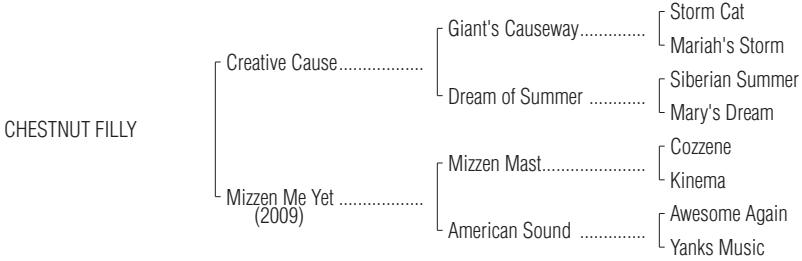 Storm Cat
Giant's Causeway..............
Mariah's Storm
Creative Cause..................
Siberian Summer
Dream of Summer ............
Mary's Dream
CHESTNUT FILLY
Cozzene
Mizzen Mast......................
Kinema
Mizzen Me Yet ..................
(2009)
Awesome Again
American Sound ..............
Yanks Music